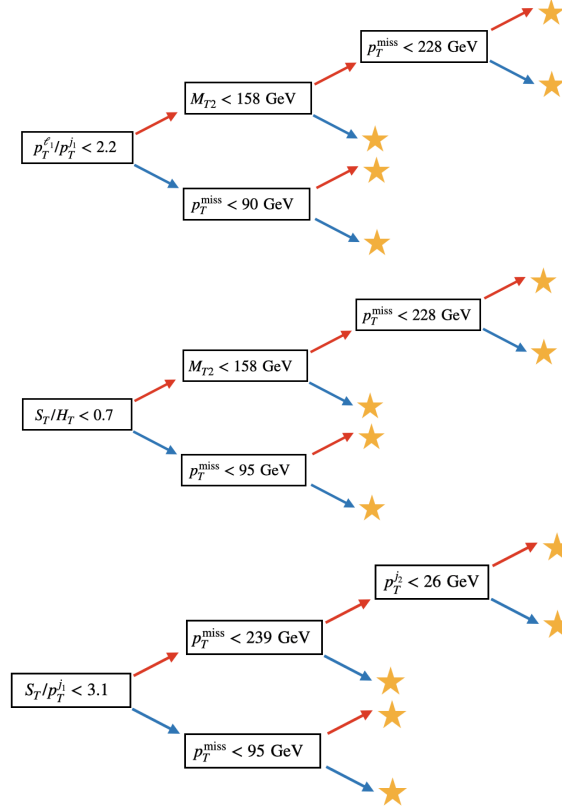 p_T^miss < 228 GeV
M_T2 < 158 GeV
p_T^ℓ1/p_T^j1 < 2.2
p_T^miss < 90 GeV
p_T^miss < 228 GeV
M_T2 < 158 GeV
S_T/H_T < 0.7
p_T^miss < 95 GeV
p_T^j2 < 26 GeV
p_T^miss < 239 GeV
S_T/p_T^j1 < 3.1
p_T^miss < 95 GeV